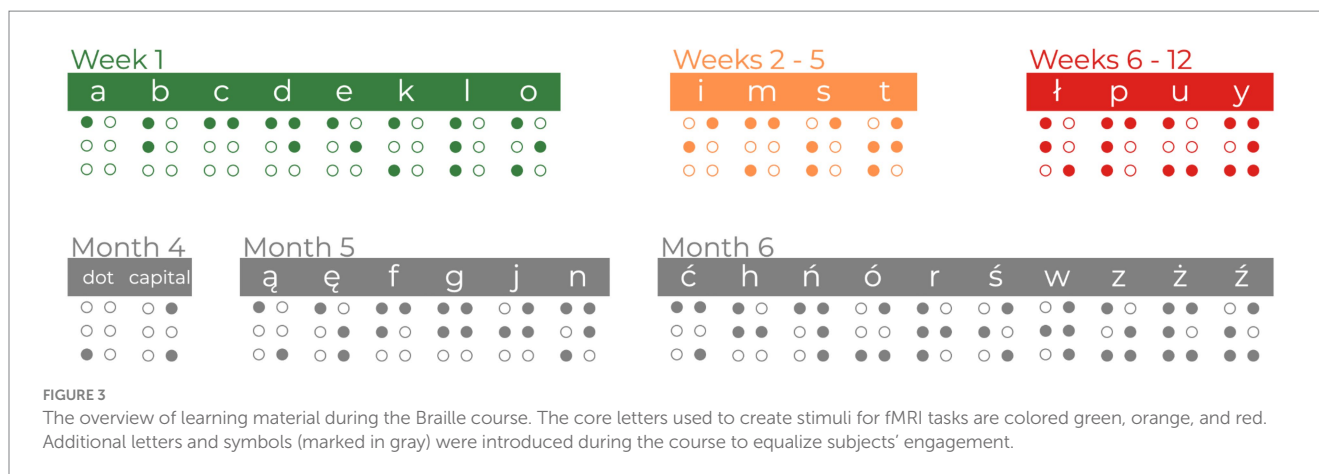 Week 1
a b c d e k l o
Weeks 2 - 5
i m s t
Weeks 6 - 12
ł p u y
Month 4
dot capital
Month 5
ą ę f g j n
Month 6
ć h ń ó r ś w z ż ź
FIGURE 3
The overview of learning material during the Braille course. The core letters used to create stimuli for fMRI tasks are colored green, orange, and red.
Additional letters and symbols (marked in gray) were introduced during the course to equalize subjects’ engagement.